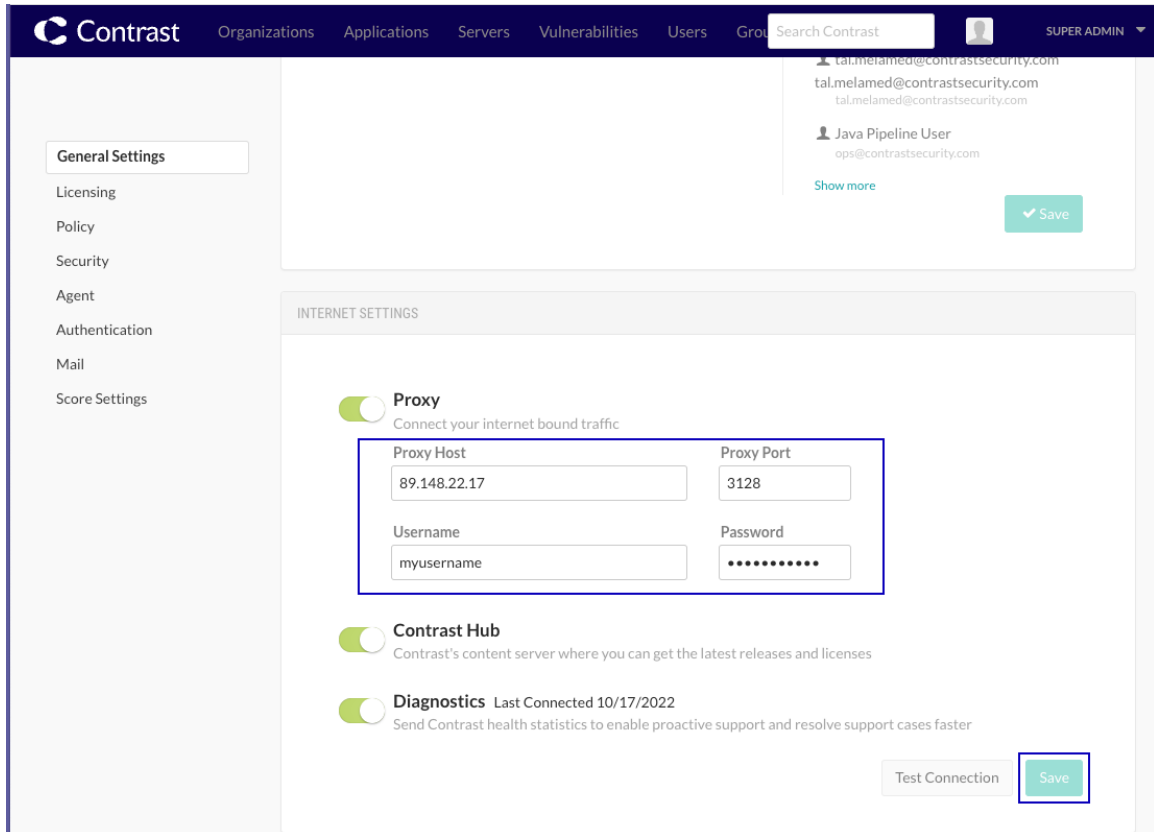 Contrast Organizations Applications Servers Vulnerabilities Users Grou Search Contrast SUPER ADMIN
tal.melamed@contrastsecurity.com
tal.melamed@contrastsecurity.com
tal.melamed@contrastsecurity.com
Java Pipeline User
ops@contrastsecurity.com
Show more
Save
General Settings
Licensing
Policy
Security
Agent
Authentication
Mail
Score Settings
INTERNET SETTINGS
Proxy
Connect your internet bound traffic
Proxy Host Proxy Port
89.148.22.17 3128
Username Password
myusername •••••••••••
Contrast Hub
Contrast's content server where you can get the latest releases and licenses
Diagnostics Last Connected 10/17/2022
Send Contrast health statistics to enable proactive support and resolve support cases faster
Test Connection Save